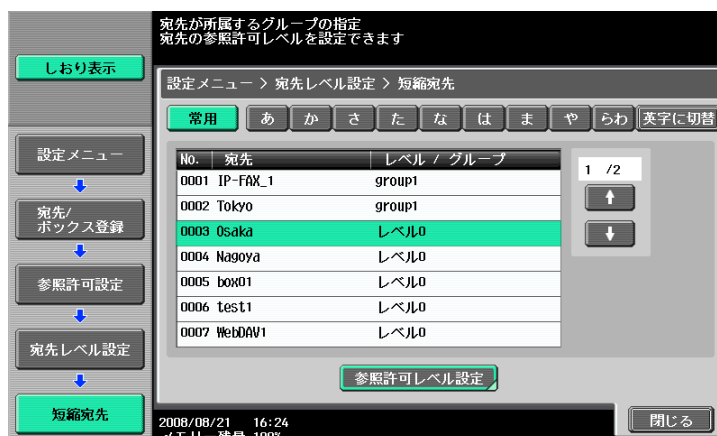 宛先が所属するグループの指定
宛先の参照許可レベルを設定できます
しおり表示
設定メニュー > 宛先レベル設定 > 短縮宛先
常用 あ か さ た な は ま や らわ 英字に切替
設定メニュー
宛先/
ボックス登録
参照許可設定
宛先レベル設定
短縮宛先
No. 宛先 レベル / グループ
0001 IP-FAX_1 group1
0002 Tokyo group1
0003 Osaka レベル0
0004 Nagoya レベル0
0005 box01 レベル0
0006 test1 レベル0
0007 WebDAV1 レベル0
1 /2
参照許可レベル設定
2008/08/21 16:24
メモリー残量 100%
閉じる